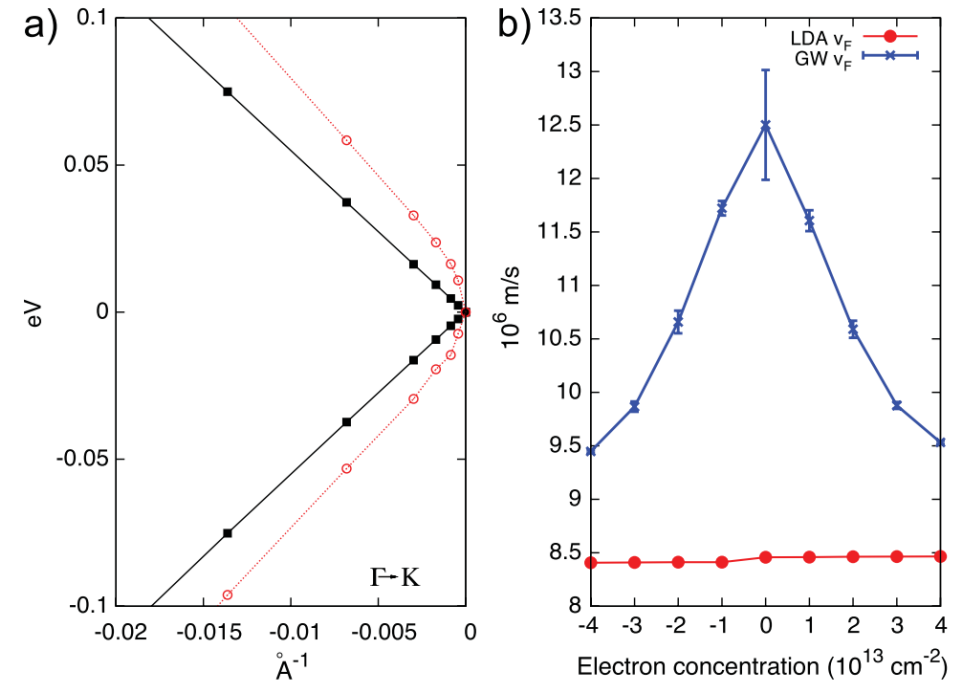 a)
0.1
0.05
0
-0.05
-0.1
eV
-0.02
-0.015
-0.01
-0.005
0
Å-1
Γ→K
b)
13.5
13
12.5
12
11.5
11
10.5
10
9.5
9
8.5
8
10⁶ m/s
LDA vF
GW vF
-4 -3 -2 -1 0 1 2 3 4
Electron concentration (10¹³ cm⁻²)